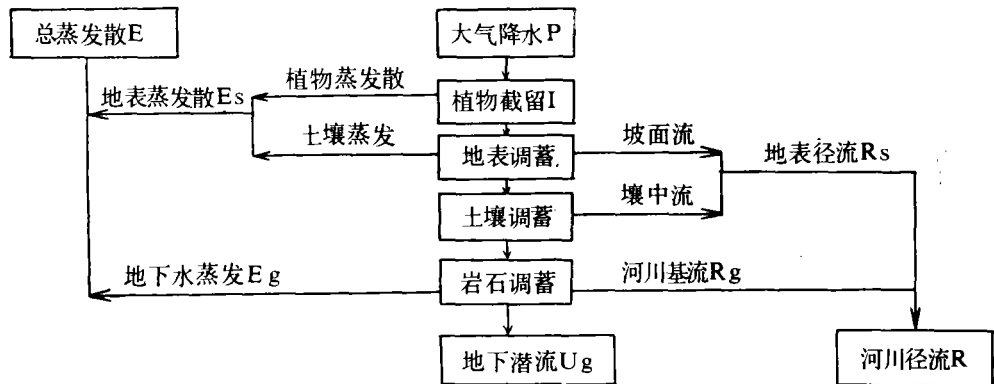 总蒸发散E
大气降水P
植物蒸发散
地表蒸发散Es
植物截留I
土壤蒸发
坡面流
地表径流Rs
地表调蓄
壤中流
土壤调蓄
地下水蒸发Eg
岩石调蓄
河川基流Rg
地下潜流Ug
河川径流R